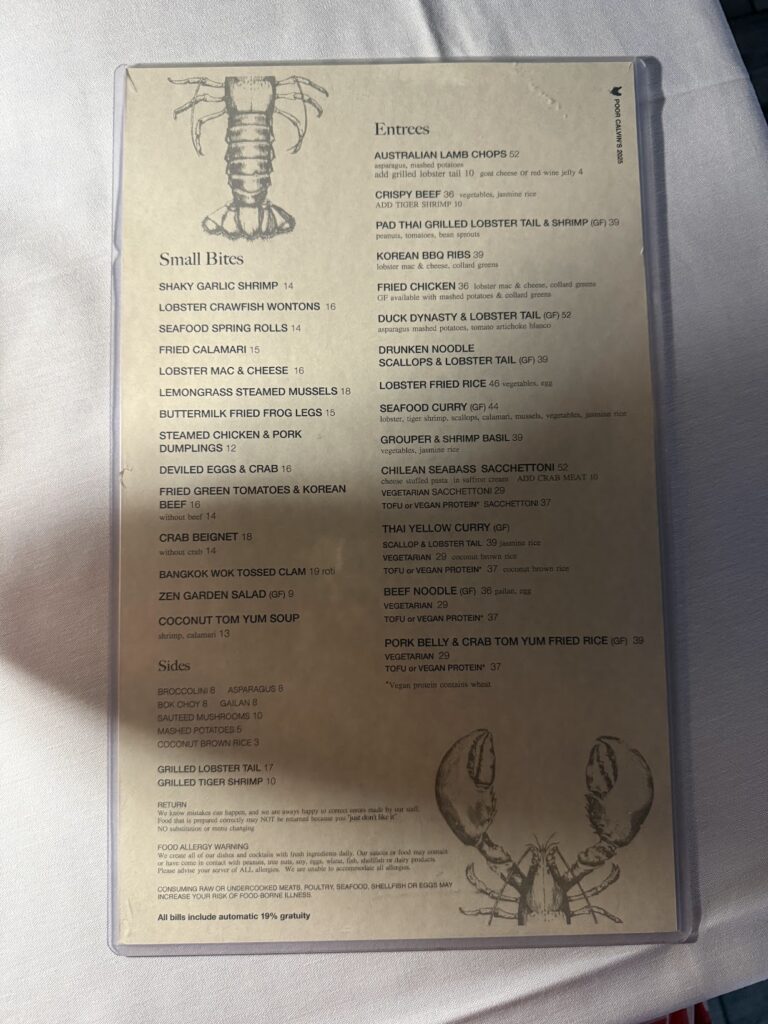 POOR CALVIN'S 2025
Small Bites
SHAKY GARLIC SHRIMP 14
LOBSTER CRAWFISH WONTONS 16
SEAFOOD SPRING ROLLS 14
FRIED CALAMARI 15
LOBSTER MAC & CHEESE 16
LEMONGRASS STEAMED MUSSELS 18
BUTTERMILK FRIED FROG LEGS 15
STEAMED CHICKEN & PORK
DUMPLINGS 12
DEVILED EGGS & CRAB 16
FRIED GREEN TOMATOES & KOREAN
BEEF 16
without beef 14
CRAB BEIGNET 18
without crab 14
BANGKOK WOK TOSSED CLAM 19 roti
ZEN GARDEN SALAD (GF) 9
COCONUT TOM YUM SOUP
shrimp, calamari 13
Sides
BROCCOLINI 8 ASPARAGUS 8
BOK CHOY 8 GAILAN 8
SAUTEED MUSHROOMS 10
MASHED POTATOES 5
COCONUT BROWN RICE 3
GRILLED LOBSTER TAIL 17
GRILLED TIGER SHRIMP 10
RETURN
We know mistakes can happen, and we are aways happy to correct errors made by our staff.
Food that is prepared correctly may NOT be returned because you "just don't like it"
NO substitution or menu changing
FOOD ALLERGY WARNING
We create all of our dishes and cocktails with fresh ingredients daily. Our sauces or food may contact
or have come in contact with peanuts, tree nuts, soy, eggs, wheat, fish, shellfish or dairy products.
Please advise your server of ALL allergies. We are unable to accommodate all allergies.
CONSUMING RAW OR UNDERCOOKED MEATS, POULTRY, SEAFOOD, SHELLFISH OR EGGS MAY
INCREASE YOUR RISK OF FOOD-BORNE ILLNESS.
All bills include automatic 19% gratuity
Entrees
AUSTRALIAN LAMB CHOPS 52
asparagus, mashed potatoes
add grilled lobster tail 10 goat cheese or red wine jelly 4
CRISPY BEEF 36 vegetables, jasmine rice
ADD TIGER SHRIMP 10
PAD THAI GRILLED LOBSTER TAIL & SHRIMP (GF) 39
peanuts, tomatoes, bean sprouts
KOREAN BBQ RIBS 39
lobster mac & cheese, collard greens
FRIED CHICKEN 36 lobster mac & cheese, collard greens
GF available with mashed potatoes & collard greens
DUCK DYNASTY & LOBSTER TAIL (GF) 52
asparagus mashed potatoes, tomato artichoke blanco
DRUNKEN NOODLE
SCALLOPS & LOBSTER TAIL (GF) 39
LOBSTER FRIED RICE 46 vegetables, egg
SEAFOOD CURRY (GF) 44
lobster, tiger shrimp, scallops, calamari, mussels, vegetables, jasmine rice
GROUPER & SHRIMP BASIL 39
vegetables, jasmine rice
CHILEAN SEABASS SACCHETTONI 52
cheese stuffed pasta in saffron cream ADD CRAB MEAT 10
VEGETARIAN SACCHETTONI 29
TOFU or VEGAN PROTEIN* SACCHETTONI 37
THAI YELLOW CURRY (GF)
SCALLOP & LOBSTER TAIL 39 jasmine rice
VEGETARIAN 29 coconut brown rice
TOFU or VEGAN PROTEIN* 37 coconut brown rice
BEEF NOODLE (GF) 36 gailan, egg
VEGETARIAN 29
TOFU or VEGAN PROTEIN* 37
PORK BELLY & CRAB TOM YUM FRIED RICE (GF) 39
VEGETARIAN 29
TOFU or VEGAN PROTEIN* 37
*Vegan protein contains wheat